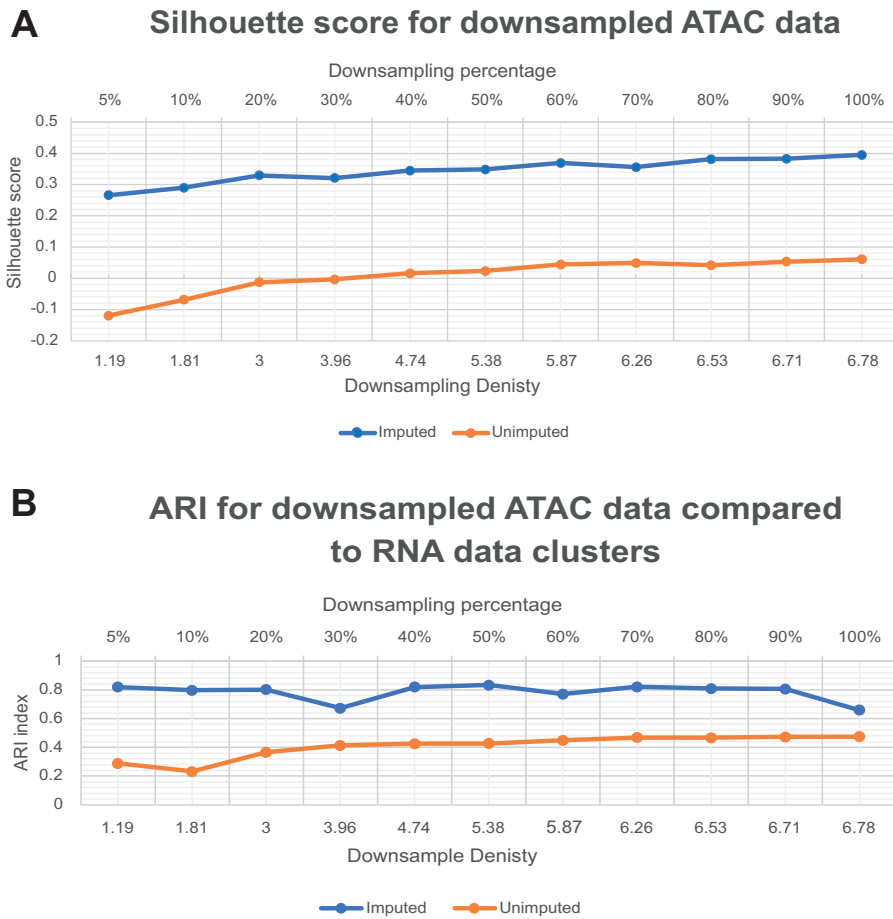 A
Silhouette score for downsampled ATAC data
Downsampling percentage
5% 10% 20% 30% 40% 50% 60% 70% 80% 90% 100%
Silhouette score
0.5
0.4
0.3
0.2
0.1
0
-0.1
-0.2
1.19 1.81 3 3.96 4.74 5.38 5.87 6.26 6.53 6.71 6.78
Downsampling Denisty
Imputed Unimputed
B
ARI for downsampled ATAC data compared
to RNA data clusters
Downsampling percentage
5% 10% 20% 30% 40% 50% 60% 70% 80% 90% 100%
ARI index
1
0.8
0.6
0.4
0.2
0
1.19 1.81 3 3.96 4.74 5.38 5.87 6.26 6.53 6.71 6.78
Downsample Denisty
Imputed Unimputed